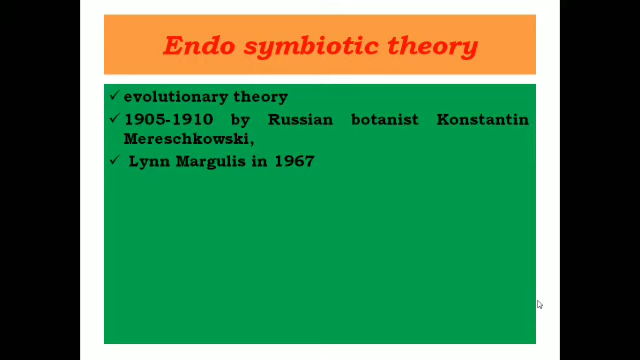 Endo symbiotic theory
✓ evolutionary theory
✓ 1905-1910 by Russian botanist Konstantin
Mereschkowski,
✓ Lynn Margulis in 1967